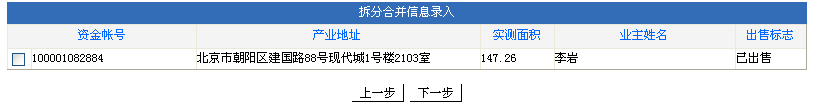 拆分合并信息录入
资金帐号 产业地址 实测面积 业主姓名 出售标志
100001082884 北京市朝阳区建国路88号现代城1号楼2103室 147.26 李岩 已出售
上一步 下一步